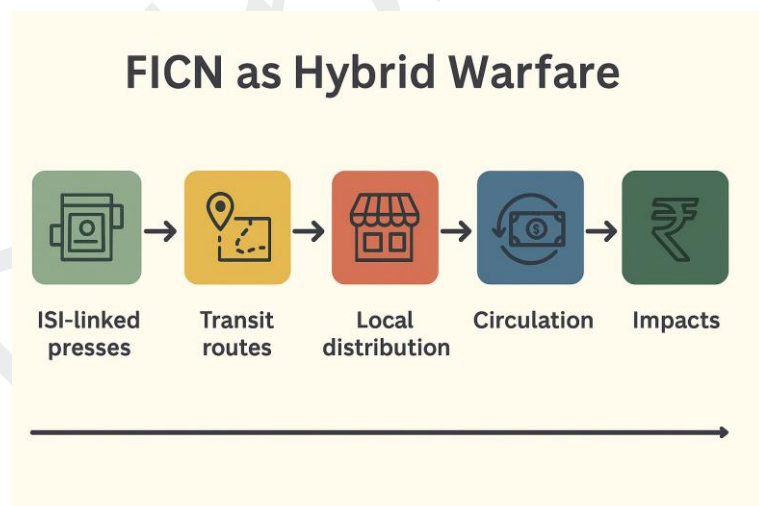 FICN as Hybrid Warfare
ISI-linked
presses
Transit
routes
Local
distribution
Circulation
Impacts